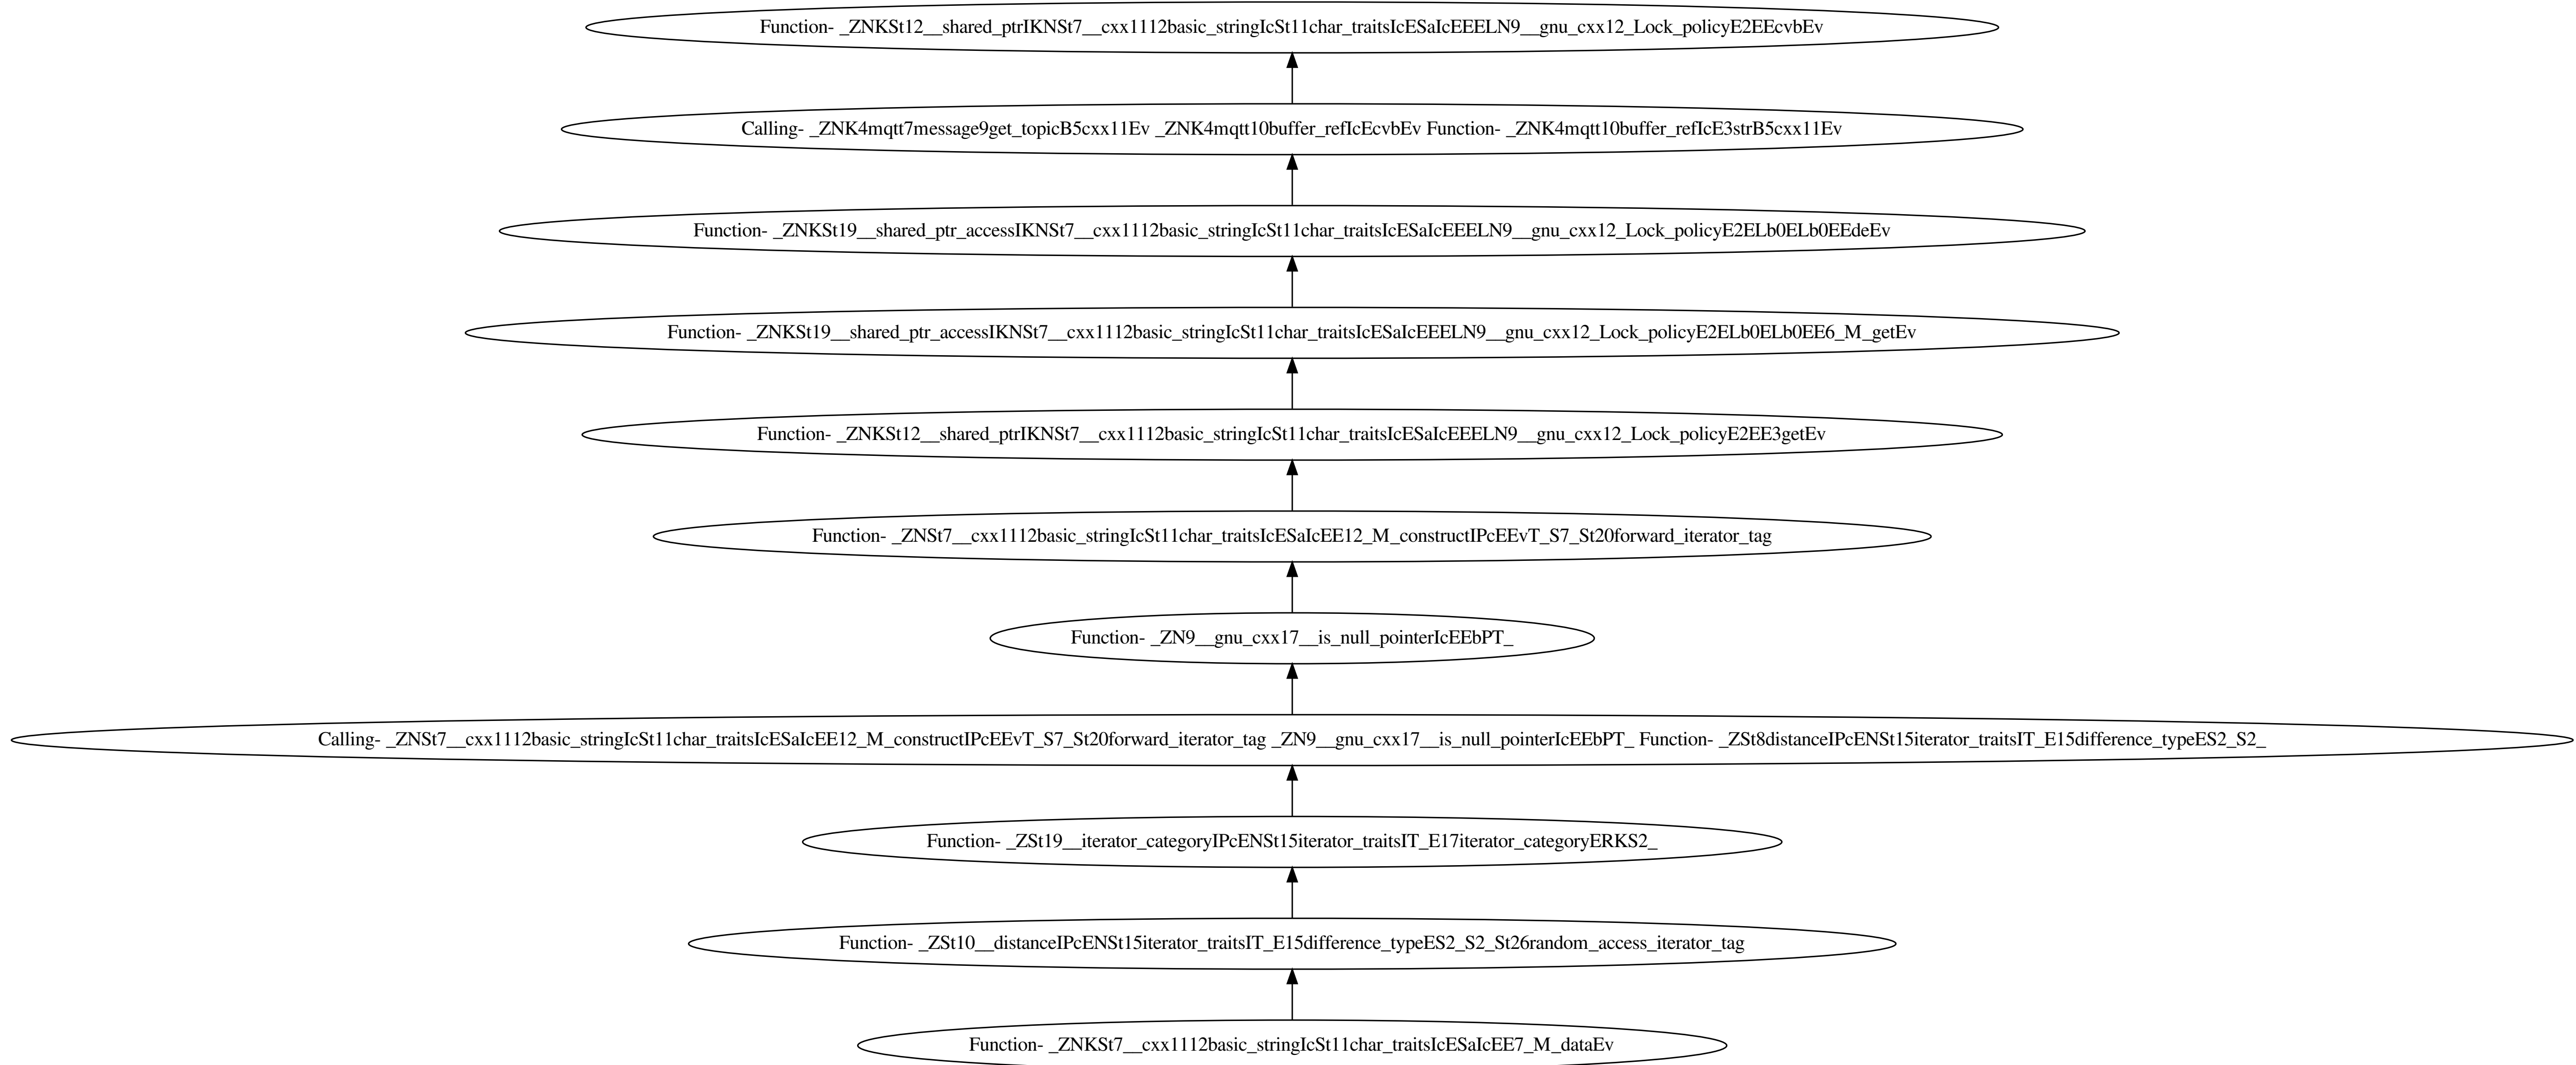 Function- _ZNKSt12__shared_ptrIKNSt7__cxx1112basic_stringIcSt11char_traitsIcESaIcEEELN9__gnu_cxx12_Lock_policyE2EEcvbEv
Calling- _ZNK4mqtt7message9get_topicB5cxx11Ev _ZNK4mqtt10buffer_refIcEcvbEv Function- _ZNK4mqtt10buffer_refIcE3strB5cxx11Ev
Function- _ZNKSt19__shared_ptr_accessIKNSt7__cxx1112basic_stringIcSt11char_traitsIcESaIcEEELN9__gnu_cxx12_Lock_policyE2ELb0ELb0EEdeEv
Function- _ZNKSt19__shared_ptr_accessIKNSt7__cxx1112basic_stringIcSt11char_traitsIcESaIcEEELN9__gnu_cxx12_Lock_policyE2ELb0ELb0EE6_M_getEv
Function- _ZNKSt12__shared_ptrIKNSt7__cxx1112basic_stringIcSt11char_traitsIcESaIcEEELN9__gnu_cxx12_Lock_policyE2EE3getEv
Function- _ZNSt7__cxx1112basic_stringIcSt11char_traitsIcESaIcEE12_M_constructIPcEEvT_S7_St20forward_iterator_tag
Function- _ZN9__gnu_cxx17__is_null_pointerIcEEbPT_
Calling- _ZNSt7__cxx1112basic_stringIcSt11char_traitsIcESaIcEE12_M_constructIPcEEvT_S7_St20forward_iterator_tag _ZN9__gnu_cxx17__is_null_pointerIcEEbPT_ Function- _ZSt8distanceIPcENSt15iterator_traitsIT_E15difference_typeES2_S2_
Function- _ZSt19__iterator_categoryIPcENSt15iterator_traitsIT_E17iterator_categoryERKS2_
Function- _ZSt10__distanceIPcENSt15iterator_traitsIT_E15difference_typeES2_S2_St26random_access_iterator_tag
Function- _ZNKSt7__cxx1112basic_stringIcSt11char_traitsIcESaIcEE7_M_dataEv